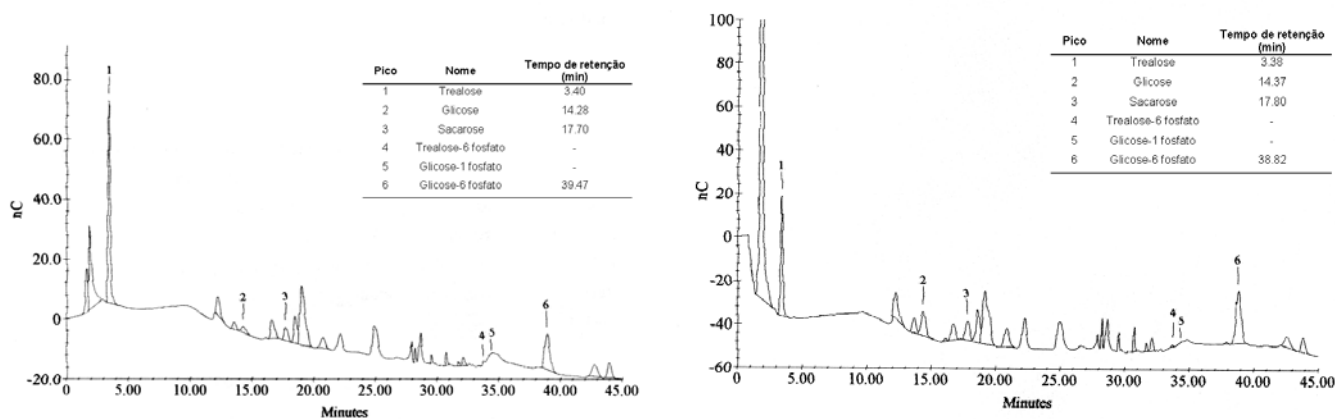 80.0
60.0
40.0
20.0
0
-20.0
nC
1
2
3
4
5
6
Pico Nome Tempo de retenção
(min)
1 Trealose 3.40
2 Glicose 14.28
3 Sacarose 17.70
4 Trealose-6 fosfato -
5 Glicose-1 fosfato -
6 Glicose-6 fosfato 39.47
0 5.00 10.00 15.00 20.00 25.00 30.00 35.00 40.00 45.00
Minutes
100
80
60
40
20
0
-20
-40
-60
nC
1
2
3
4
5
6
Pico Nome Tempo de retenção
(min)
1 Trealose 3.38
2 Glicose 14.37
3 Sacarose 17.80
4 Trealose-6 fosfato -
5 Glicose-1 fosfato -
6 Glicose-6 fosfato 38.82
0 5.00 10.00 15.00 20.00 25.00 30.00 35.00 40.00 45.00
Minutes